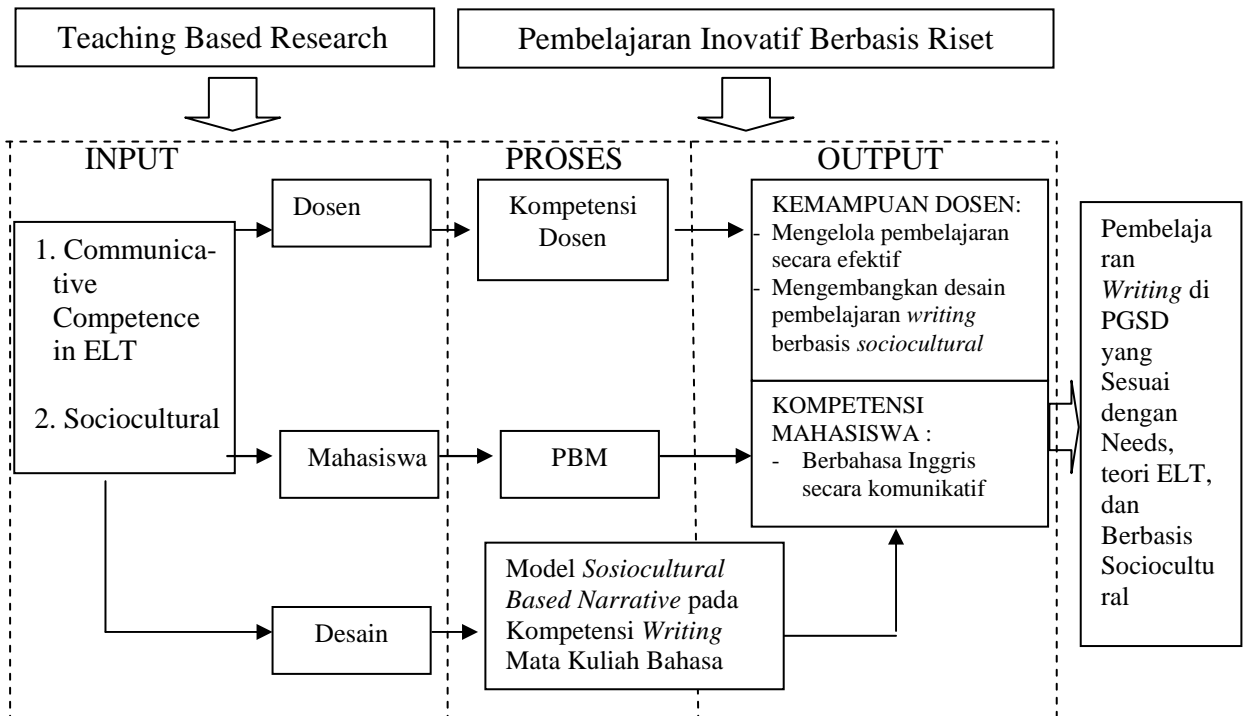 Teaching Based Research
Pembelajaran Inovatif Berbasis Riset
INPUT
PROSES
OUTPUT
1. Communica-
tive
Competence
in ELT
2. Sociocultural
Dosen
Kompetensi
Dosen
KEMAMPUAN DOSEN:
- Mengelola pembelajaran
secara efektif
- Mengembangkan desain
pembelajaran writing
berbasis sociocultural
Mahasiswa
PBM
KOMPETENSI
MAHASISWA :
- Berbahasa Inggris
secara komunikatif
Desain
Model Sosiocultural
Based Narrative pada
Kompetensi Writing
Mata Kuliah Bahasa
Pembelaja
ran
Writing di
PGSD
yang
Sesuai
dengan
Needs,
teori ELT,
dan
Berbasis
Sociocultu
ral